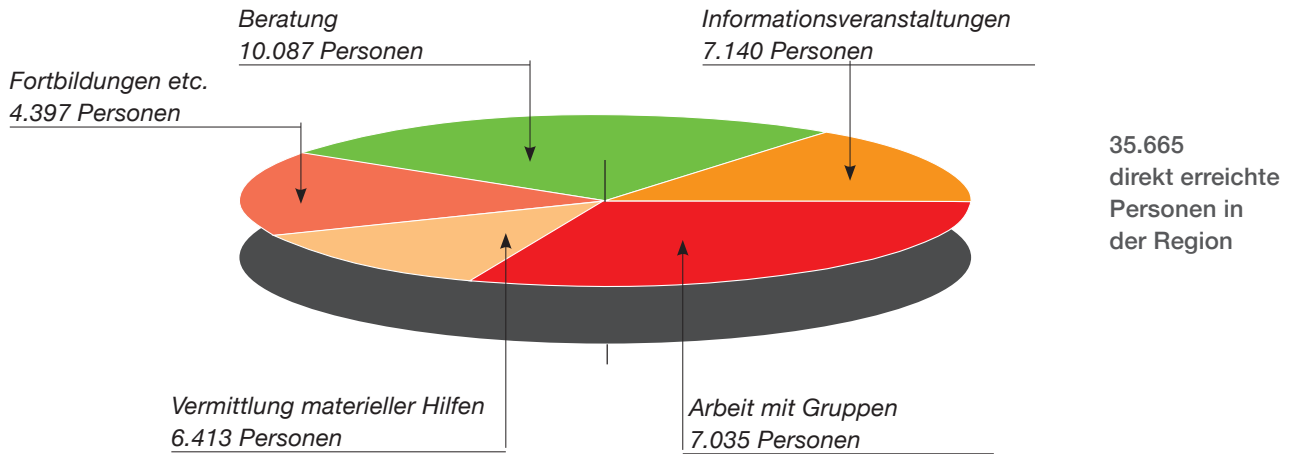 Beratung
10.087 Personen
Informationsveranstaltungen
7.140 Personen
Fortbildungen etc.
4.397 Personen
35.665
direkt erreichte
Personen in
der Region
Vermittlung materieller Hilfen
6.413 Personen
Arbeit mit Gruppen
7.035 Personen